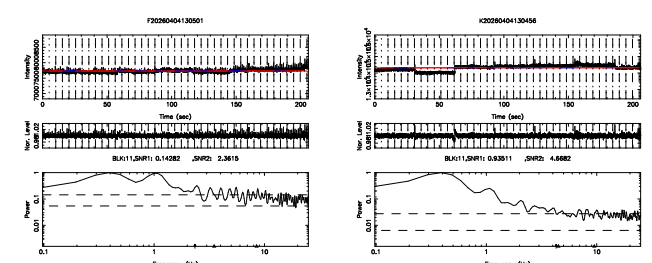 F20260404130501
K20260404130456
Intensity
Intensity
0
50
100
150
200
0
50
100
150
200
Time (sec)
Time (sec)
Nor. Level
Nor. Level
BLK:11,SNR1: 0.14282 ,SNR2: 2.3615
BLK:11,SNR1: 0.93511 ,SNR2: 4.6682
Power
1
0.1
0.01
Power
1
0.1
0.01
0.1
1.0
10
0.1
1.0
10